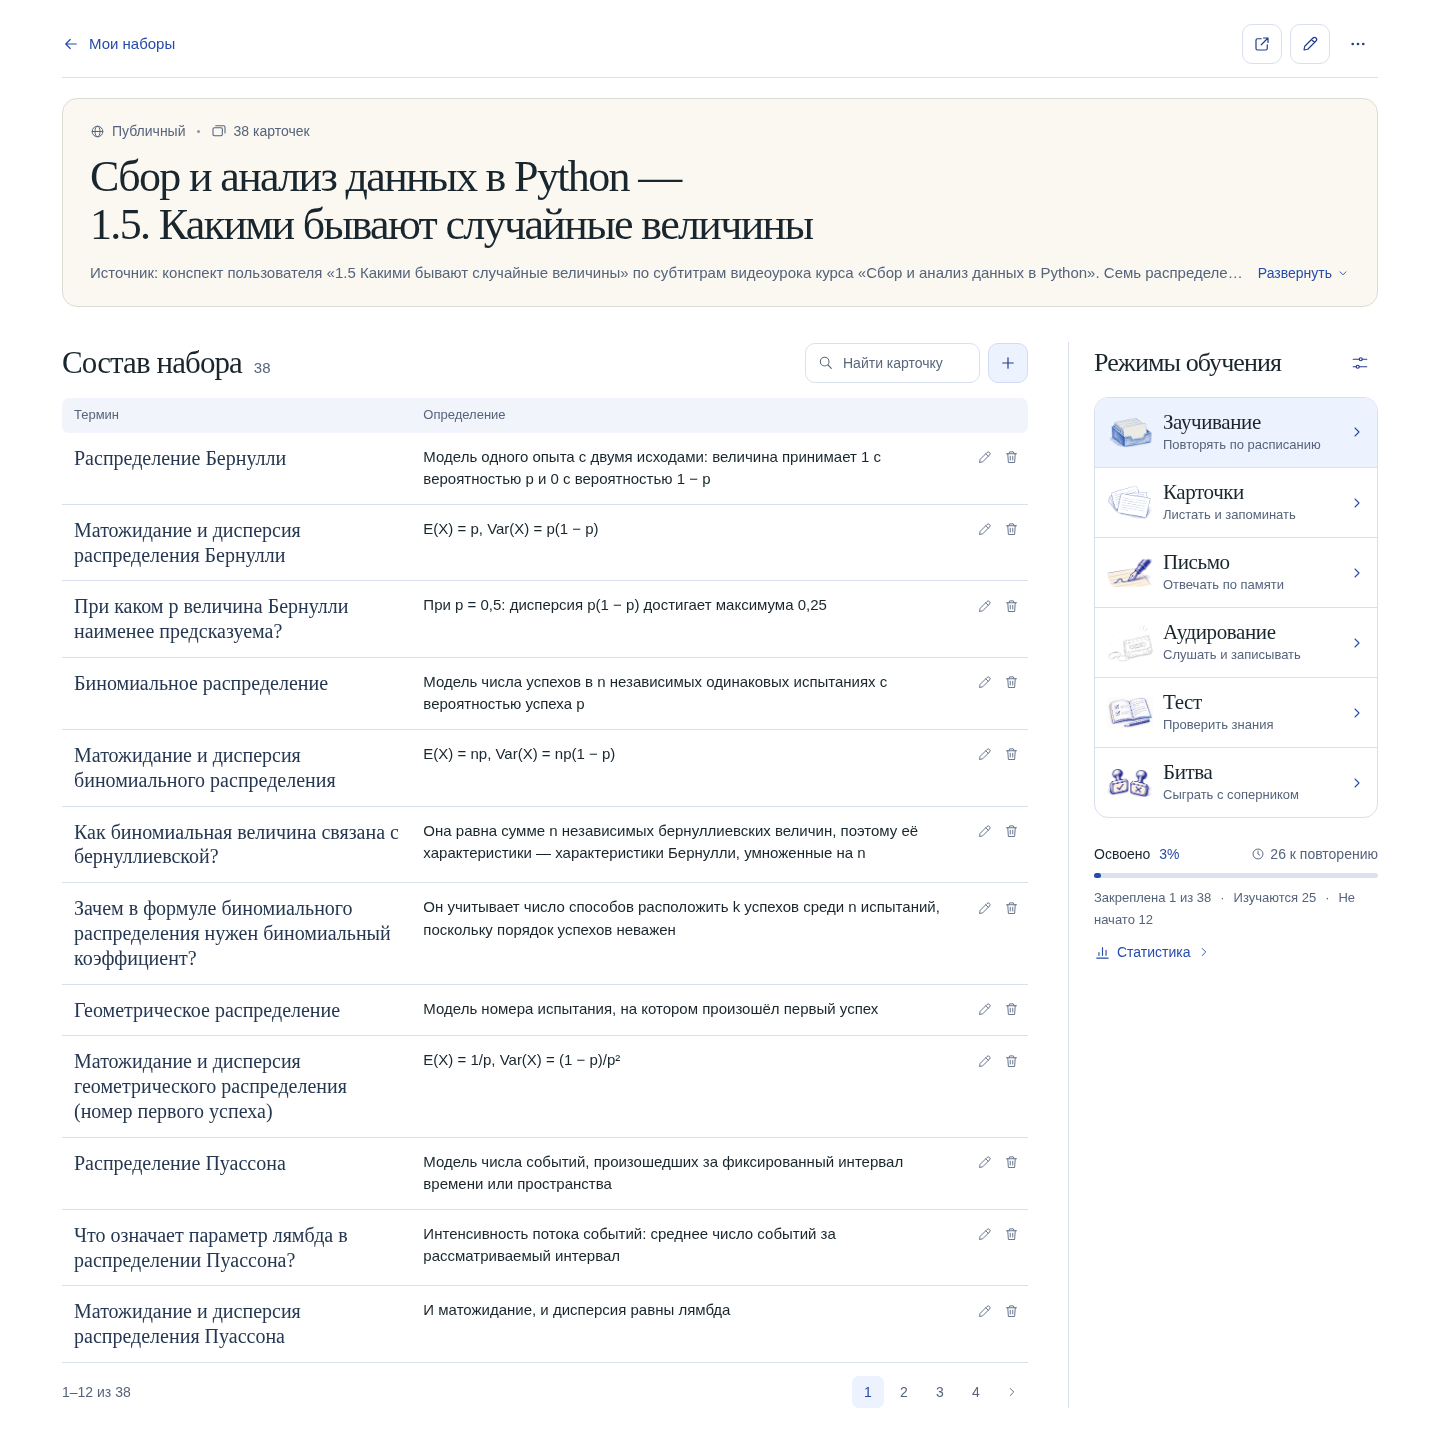 Мои наборы
Публичный • 38 карточек
Сбор и анализ данных в Python —
1.5. Какими бывают случайные величины
Источник: конспект пользователя «1.5 Какими бывают случайные величины» по субтитрам видеоурока курса «Сбор и анализ данных в Python». Семь распределе… Развернуть
Состав набора 38
Найти карточку
Термин Определение
Распределение Бернулли
Модель одного опыта с двумя исходами: величина принимает 1 с
вероятностью p и 0 с вероятностью 1 − p
Матожидание и дисперсия
распределения Бернулли
E(X) = p, Var(X) = p(1 − p)
При каком p величина Бернулли
наименее предсказуема?
При p = 0,5: дисперсия p(1 − p) достигает максимума 0,25
Биномиальное распределение
Модель числа успехов в n независимых одинаковых испытаниях с
вероятностью успеха p
Матожидание и дисперсия
биномиального распределения
E(X) = np, Var(X) = np(1 − p)
Как биномиальная величина связана с
бернуллиевской?
Она равна сумме n независимых бернуллиевских величин, поэтому её
характеристики — характеристики Бернулли, умноженные на n
Зачем в формуле биномиального
распределения нужен биномиальный
коэффициент?
Он учитывает число способов расположить k успехов среди n испытаний,
поскольку порядок успехов неважен
Геометрическое распределение
Модель номера испытания, на котором произошёл первый успех
Матожидание и дисперсия
геометрического распределения
(номер первого успеха)
E(X) = 1/p, Var(X) = (1 − p)/p²
Распределение Пуассона
Модель числа событий, произошедших за фиксированный интервал
времени или пространства
Что означает параметр лямбда в
распределении Пуассона?
Интенсивность потока событий: среднее число событий за
рассматриваемый интервал
Матожидание и дисперсия
распределения Пуассона
И матожидание, и дисперсия равны лямбда
1–12 из 38
1 2 3 4
Режимы обучения
Заучивание
Повторять по расписанию
Карточки
Листать и запоминать
Письмо
Отвечать по памяти
Аудирование
Слушать и записывать
Тест
Проверить знания
Битва
Сыграть с соперником
Освоено 3% 26 к повторению
Закреплена 1 из 38 · Изучаются 25 · Не
начато 12
Статистика